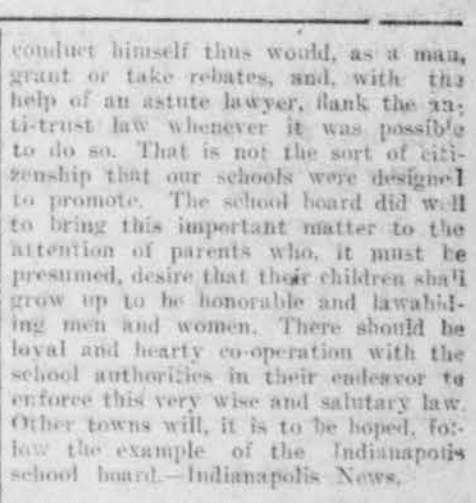 conduct himself thus would, as a man,
grant or take rebates, and, with the
help of an astute lawyer, flank the an-
ti-trust law whenever it was possible
to do so. That is not the sort of citi-
zenship that our schools were designed
to promote. The school board did well
to bring this important matter to the
attention of parents who, it must be
presumed, desire that their children shall
grow up to be honorable and lawabid-
ing men and women. There should be
loyal and hearty co-operation with the
school authorities in their endeavor to
enforce this very wise and salutary law.
Other towns will, it is to be hoped, fol-
low the example of the Indianapolis
school board.—Indianapolis News.